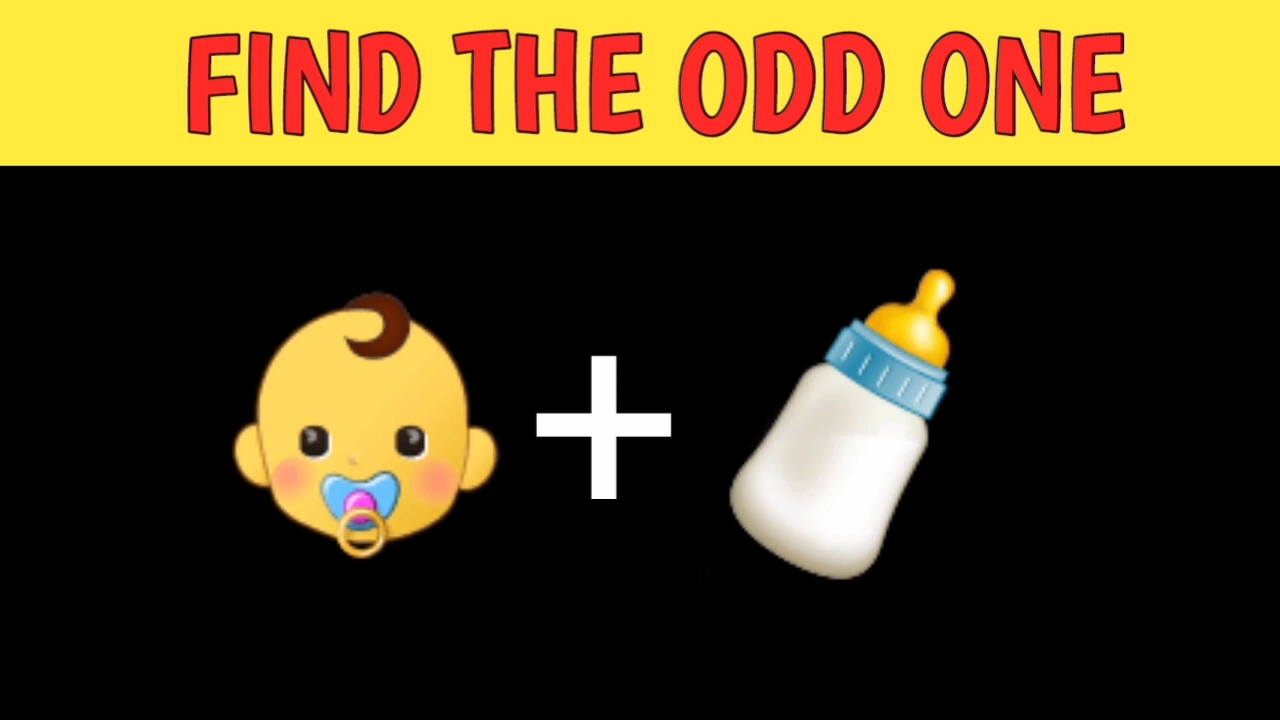 FIND THE ODD ONE
+